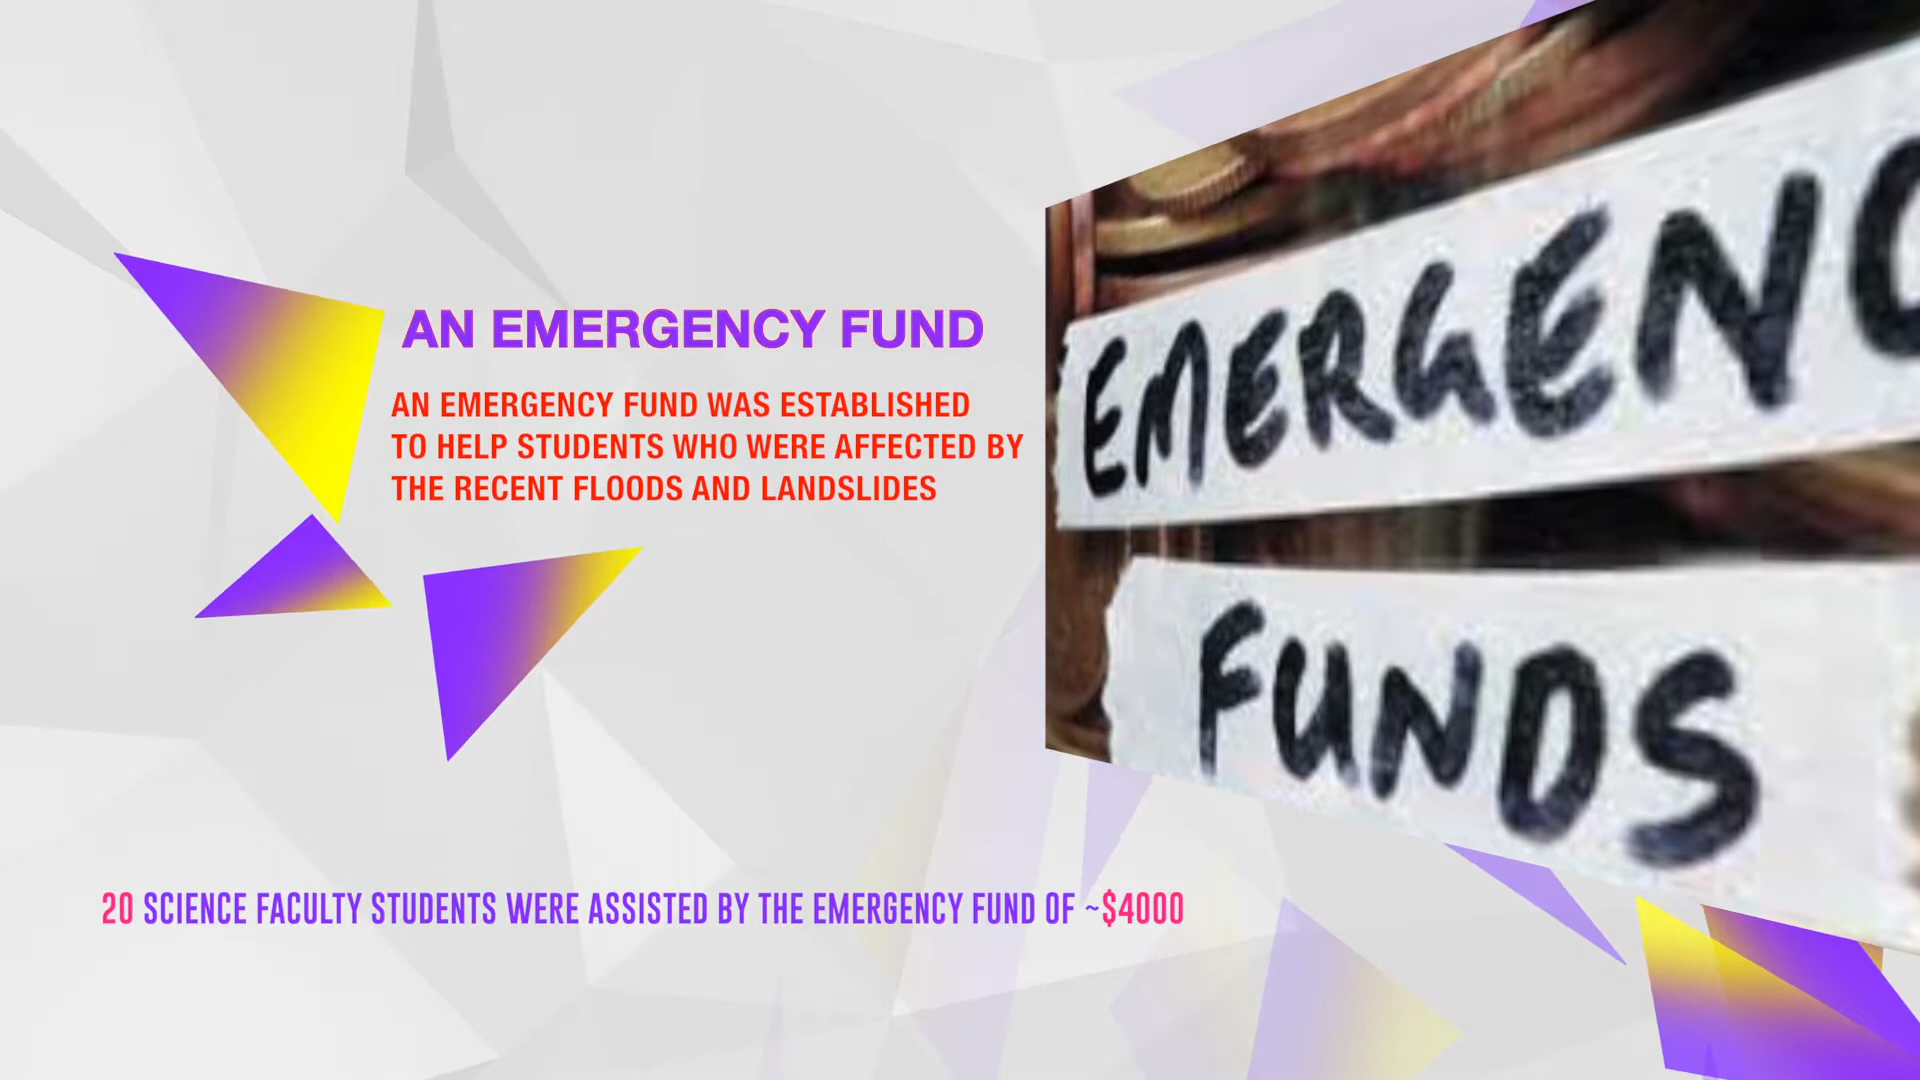 AN EMERGENCY FUND
AN EMERGENCY FUND WAS ESTABLISHED
TO HELP STUDENTS WHO WERE AFFECTED BY
THE RECENT FLOODS AND LANDSLIDES
EMERGENC
FUNDS
20 SCIENCE FACULTY STUDENTS WERE ASSISTED BY THE EMERGENCY FUND OF ~$4000